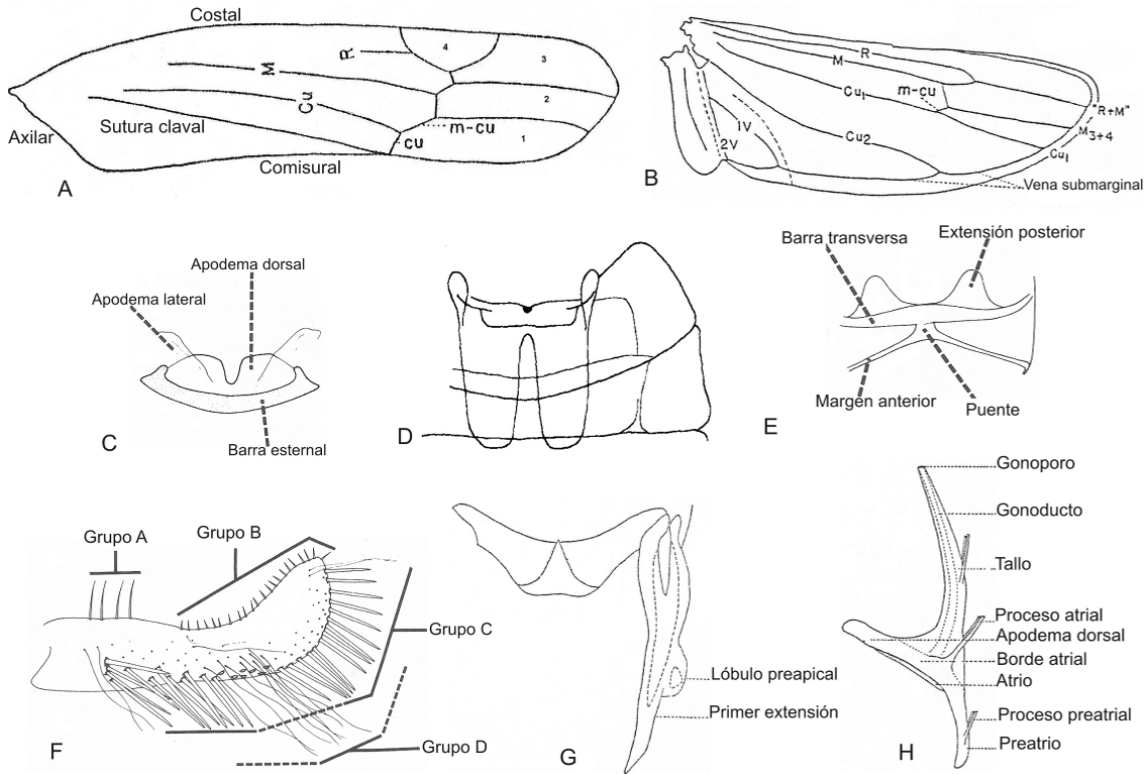 Costal
R
4
3
M
2
Cu
Sutura claval
m-cu
1
cu
Axilar
Comisural
A
R
M
Cu1
m-cu
"R+M"
M3+4
Cu1
1V
2V
Cu2
B
Vena submarginal
Apodema dorsal
Apodema lateral
C
Barra esternal
D
Barra transversa
Extensión posterior
Margen anterior
Puente
E
Grupo A
Grupo B
Grupo C
Grupo D
F
Lóbulo preapical
Primer extensión
G
Gonoporo
Gonoducto
Tallo
Proceso atrial
Apodema dorsal
Borde atrial
Atrio
Proceso preatrial
Preatrio
H